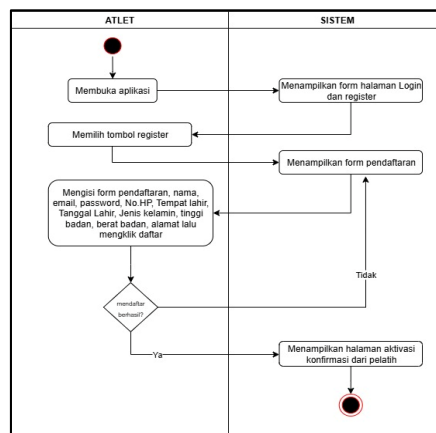 ATLET
SISTEM
Membuka aplikasi
Menampilkan form halaman Login
dan register
Memilih tombol register
Menampilkan form pendaftaran
Mengisi form pendaftaran, nama,
email, password, No.HP, Tempat lahir,
Tanggal Lahir, Jenis kelamin, tinggi
badan, berat badan, alamat lalu
mengklik daftar
Tidak
mendaftar
berhasil?
Ya
Menampilkan halaman aktivasi
konfirmasi dari pelatih